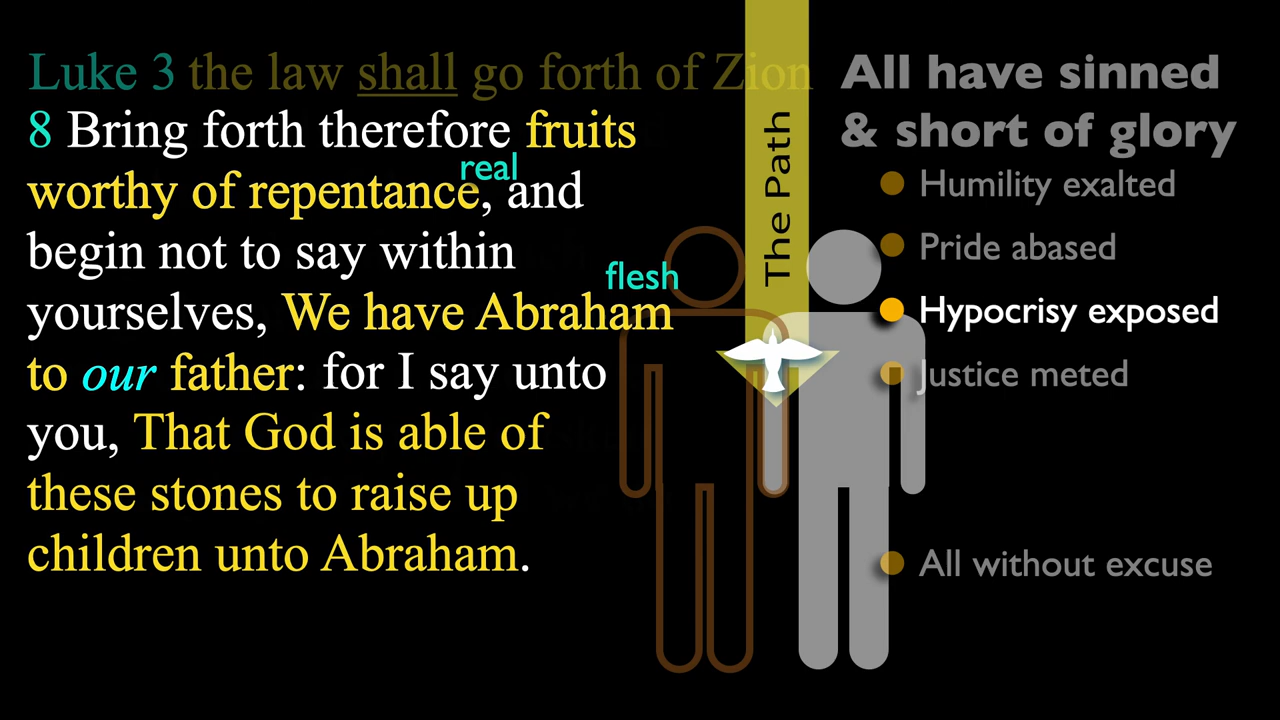 Luke 3 the law shall go forth of Zion
8 Bring forth therefore fruits
real
worthy of repentance, and
begin not to say within
flesh
yourselves, We have Abraham
to our father: for I say unto
you, That God is able of
these stones to raise up
children unto Abraham.
The Path
All have sinned
& short of glory
Humility exalted
Pride abased
Hypocrisy exposed
Justice meted
All without excuse